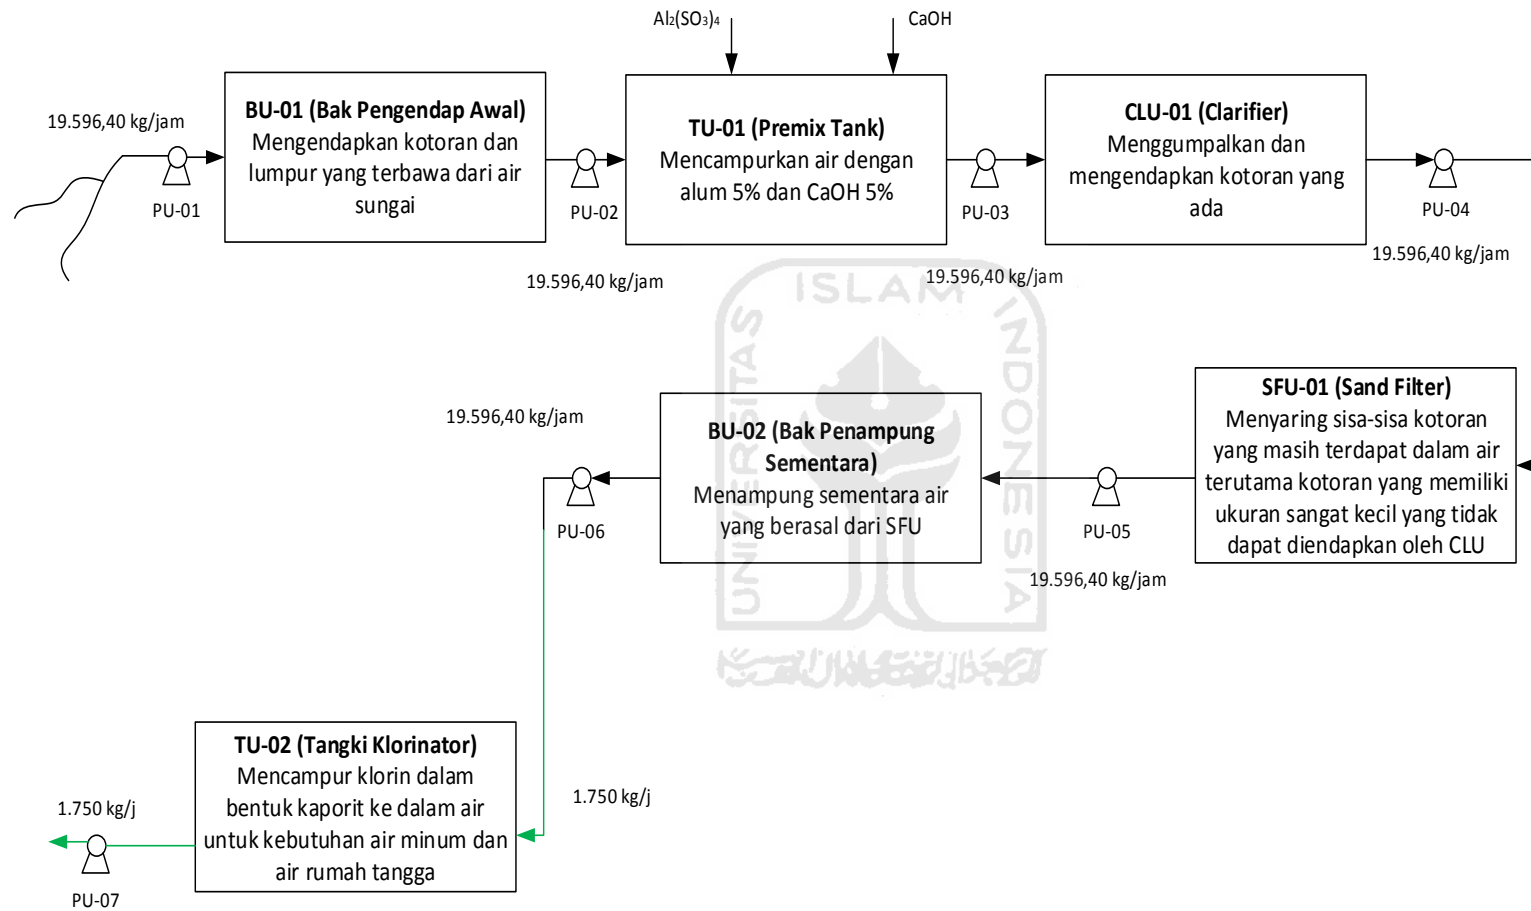 Al₂(SO₃)₄
CaOH
19.596,40 kg/jam
PU-01
BU-01 (Bak Pengendap Awal)
Mengendapkan kotoran dan
lumpur yang terbawa dari air
sungai
PU-02
19.596,40 kg/jam
TU-01 (Premix Tank)
Mencampurkan air dengan
alum 5% dan CaOH 5%
PU-03
19.596,40 kg/jam
CLU-01 (Clarifier)
Menggumpalkan dan
mengendapkan kotoran yang
ada
PU-04
19.596,40 kg/jam
SFU-01 (Sand Filter)
Menyaring sisa-sisa kotoran
yang masih terdapat dalam air
terutama kotoran yang memiliki
ukuran sangat kecil yang tidak
dapat diendapkan oleh CLU
PU-05
19.596,40 kg/jam
BU-02 (Bak Penampung
Sementara)
Menampung sementara air
yang berasal dari SFU
19.596,40 kg/jam
PU-06
1.750 kg/j
TU-02 (Tangki Klorinator)
Mencampur klorin dalam
bentuk kaporit ke dalam air
untuk kebutuhan air minum dan
air rumah tangga
1.750 kg/j
PU-07
UNIVERSITAS
ISLAM
INDONESIA